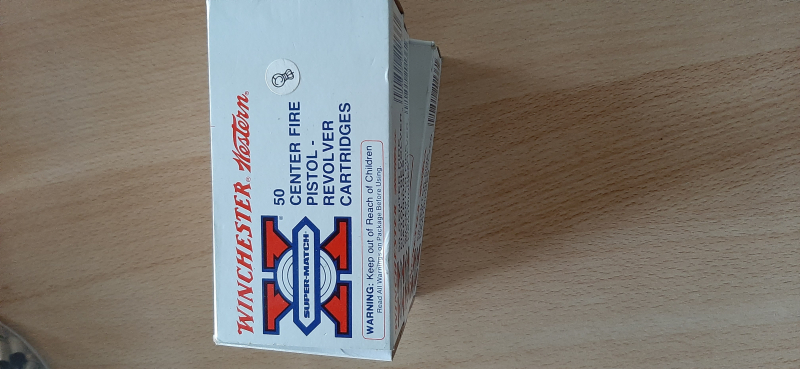 WINCHESTER® Western®
50
CENTER FIRE
PISTOL -
REVOLVER
CARTRIDGES
SUPER-MATCH
WARNING: Keep out of Reach of Children
Read All Warnings on Package Before Using.